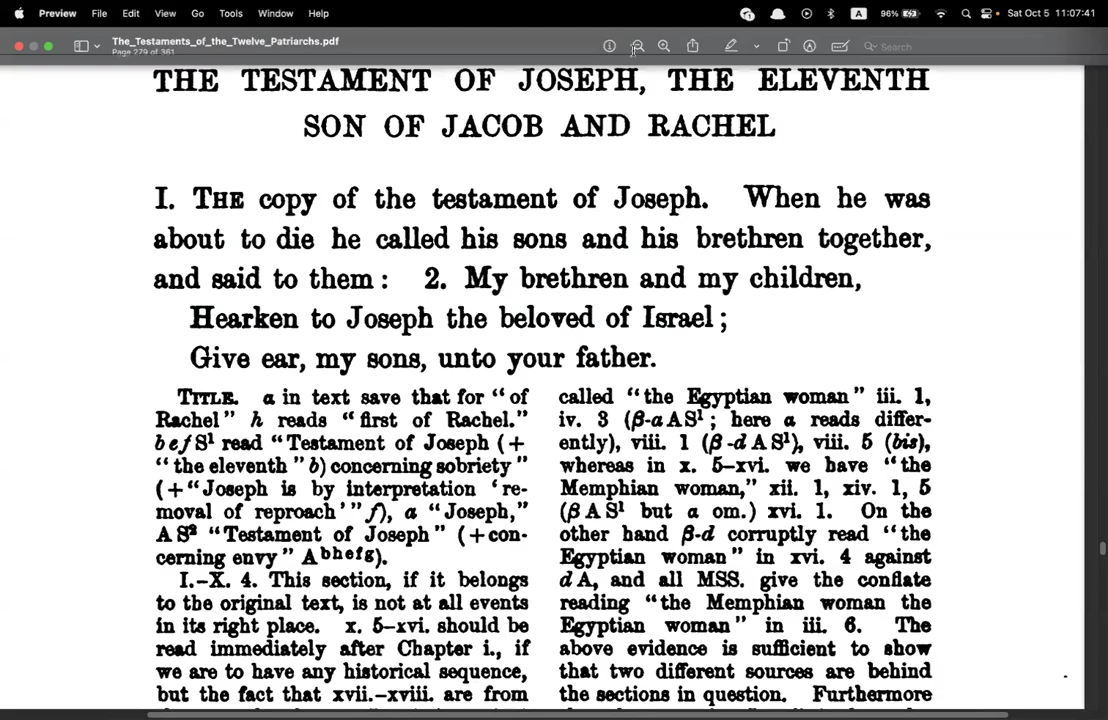 Preview File Edit View Go Tools Window Help A 96% Sat Oct 5 11:07:41
The_Testaments_of_the_Twelve_Patriarchs.pdf
Page 279 of 361
Search
THE TESTAMENT OF JOSEPH, THE ELEVENTH
SON OF JACOB AND RACHEL
I. THE copy of the testament of Joseph. When he was
about to die he called his sons and his brethren together,
and said to them : 2. My brethren and my children,
Hearken to Joseph the beloved of Israel ;
Give ear, my sons, unto your father.
TITLE. a in text save that for “of
Rachel” h reads “first of Rachel.”
b e f S¹ read “Testament of Joseph (+
“the eleventh” b) concerning sobriety”
(+“Joseph is by interpretation ‘re-
moval of reproach’” f), a “Joseph,”
A S² “Testament of Joseph” (+con-
cerning envy” Aᵇʰᵉᶠᵍ).
I.–X. 4. This section, if it belongs
to the original text, is not at all events
in its right place. x. 5–xvi. should be
read immediately after Chapter i., if
we are to have any historical sequence,
but the fact that xvii.–xviii. are from
called “the Egyptian woman” iii. 1,
iv. 3 (β-a A S¹ ; here a reads differ-
ently), viii. 1 (β-d A S¹), viii. 5 (bis),
whereas in x. 5–xvi. we have “the
Memphian woman,” xii. 1, xiv. 1, 5
(β A S¹ but a om.) xvi. 1. On the
other hand β-d corruptly read “the
Egyptian woman” in xvi. 4 against
d A, and all MSS. give the conflate
reading “the Memphian woman the
Egyptian woman” in iii. 6. The
above evidence is sufficient to show
that two different sources are behind
the sections in question. Furthermore